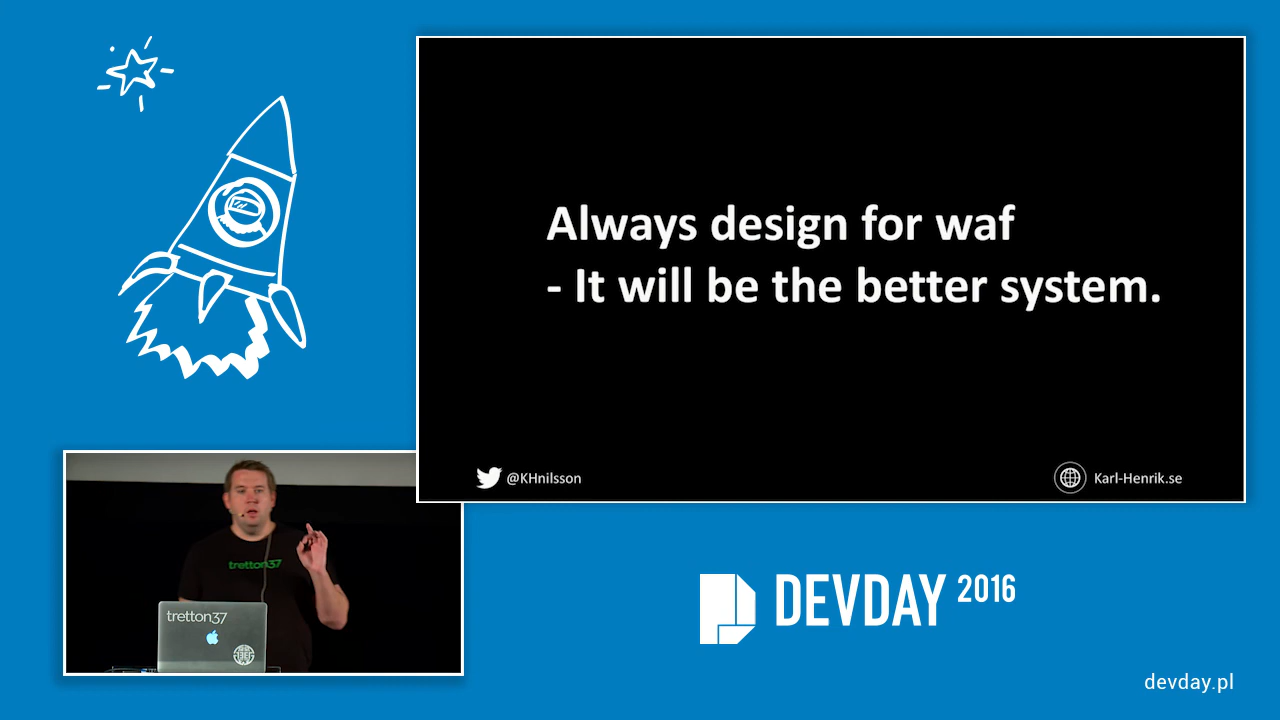 Always design for waf
- It will be the better system.
@KHnilsson
Karl-Henrik.se
tretton37
tretton37
DEVDAY 2016
devday.pl